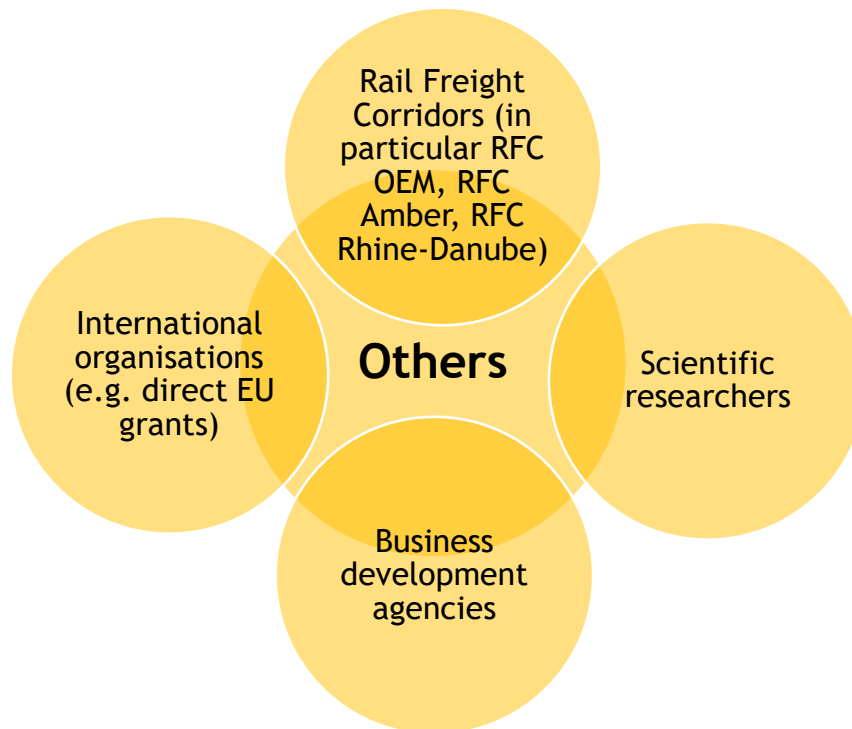 Rail Freight
Corridors (in
particular RFC
OEM, RFC
Amber, RFC
Rhine-Danube)
International
organisations
(e.g. direct EU
grants)
Others
Scientific
researchers
Business
development
agencies